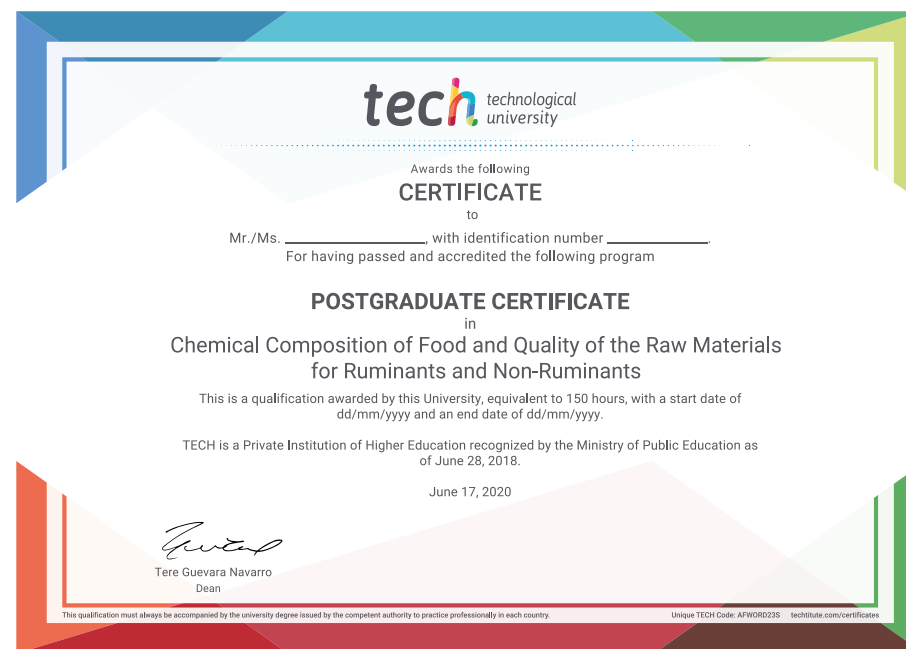 tech technological
university
Awards the following
CERTIFICATE
to
Mr./Ms. ____________________, with identification number ______________.
For having passed and accredited the following program
POSTGRADUATE CERTIFICATE
in
Chemical Composition of Food and Quality of the Raw Materials
for Ruminants and Non-Ruminants
This is a qualification awarded by this University, equivalent to 150 hours, with a start date of
dd/mm/yyyy and an end date of dd/mm/yyyy.
TECH is a Private Institution of Higher Education recognized by the Ministry of Public Education as
of June 28, 2018.
June 17, 2020
Tere Guevara Navarro
Dean
This qualification must always be accompanied by the university degree issued by the competent authority to practice professionally in each country.
Unique TECH Code: AFWORD23S techtitute.com/certificates